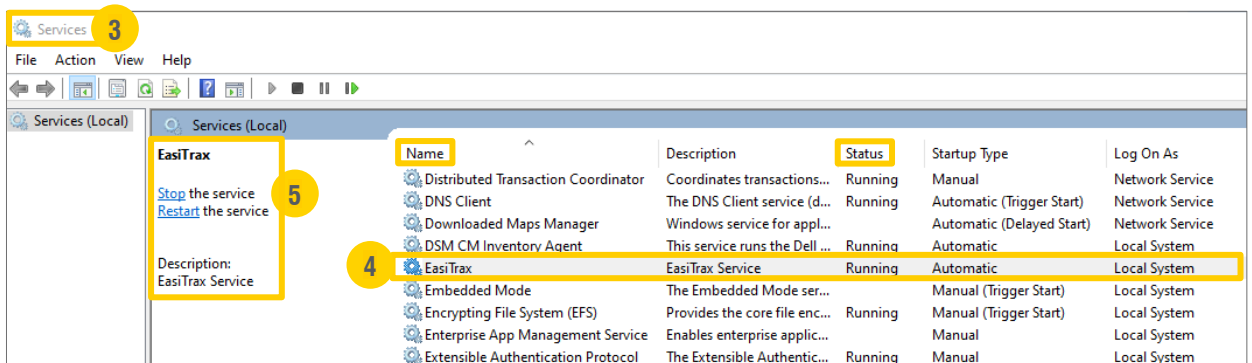 Services 3
File Action View Help
Services (Local) Services (Local)
EasiTrax
Stop the service
Restart the service
5
Description:
EasiTrax Service
Name Description Status Startup Type Log On As
Distributed Transaction Coordinator Coordinates transactions... Running Manual Network Service
DNS Client The DNS Client service (d... Running Automatic (Trigger Start) Network Service
Downloaded Maps Manager Windows service for appl... Automatic (Delayed Start) Network Service
DSM CM Inventory Agent This service runs the Dell ... Running Automatic Local System
4 EasiTrax EasiTrax Service Running Automatic Local System
Embedded Mode The Embedded Mode ser... Manual (Trigger Start) Local System
Encrypting File System (EFS) Provides the core file enc... Running Manual (Trigger Start) Local System
Enterprise App Management Service Enables enterprise applic... Manual Local System
Extensible Authentication Protocol The Extensible Authentic... Running Manual Local System